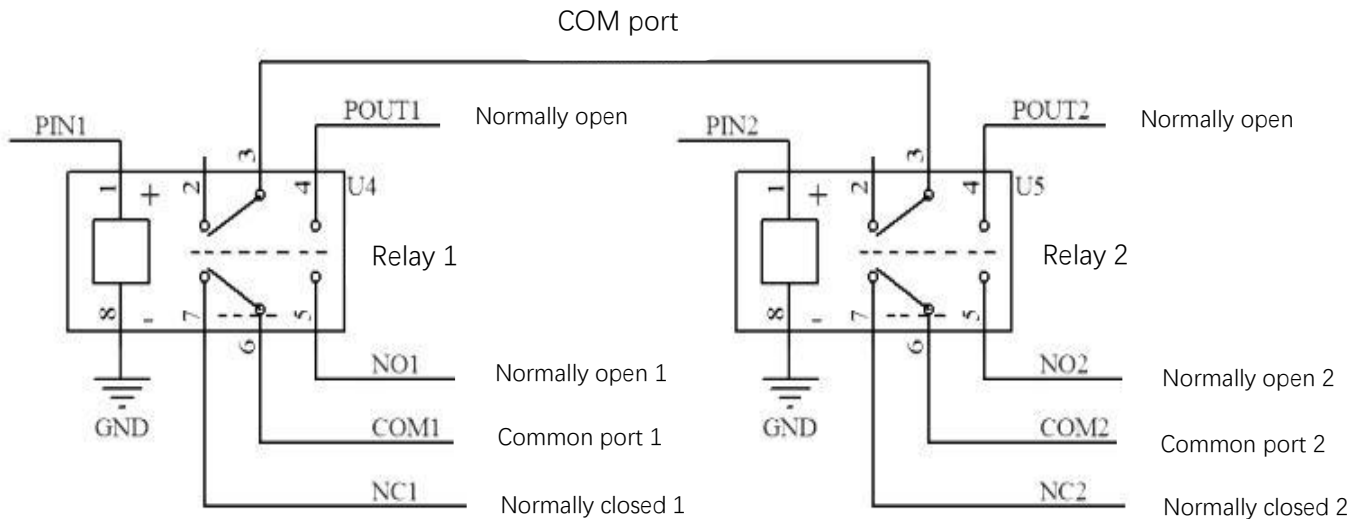 COM port
POUT1 Normally open
POUT2 Normally open
PIN1
PIN2
3
3
1 + 2 4 U4
1 + 2 4 U5
Relay 1
Relay 2
8 - 7 5
8 - 7 5
6
6
NO1 Normally open 1
NO2 Normally open 2
GND COM1 Common port 1
GND COM2 Common port 2
NC1 Normally closed 1
NC2 Normally closed 2